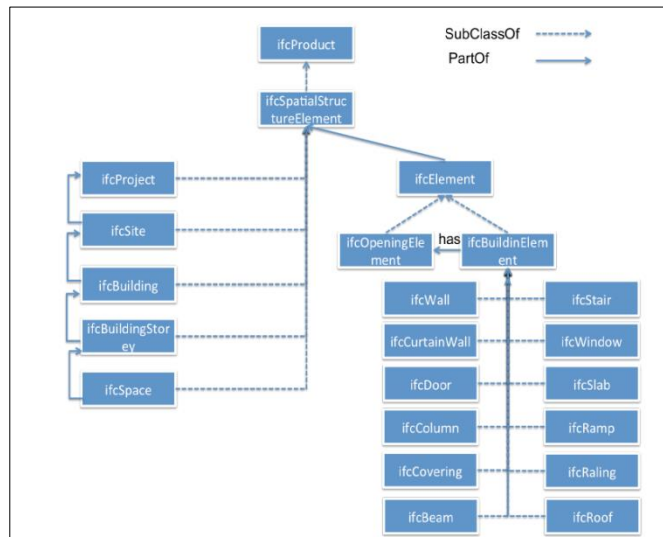 SubClassOf
PartOf
ifcProduct
ifcSpatialStruc
tureElement
ifcProject
ifcElement
ifcSite
ifcOpeningEle
ment
has
ifcBuildinElem
ent
ifcBuilding
ifcWall
ifcStair
ifcBuildingStor
ey
ifcCurtainWall
ifcWindow
ifcSpace
ifcDoor
ifcSlab
ifcColumn
ifcRamp
ifcCovering
ifcRaling
ifcBeam
ifcRoof